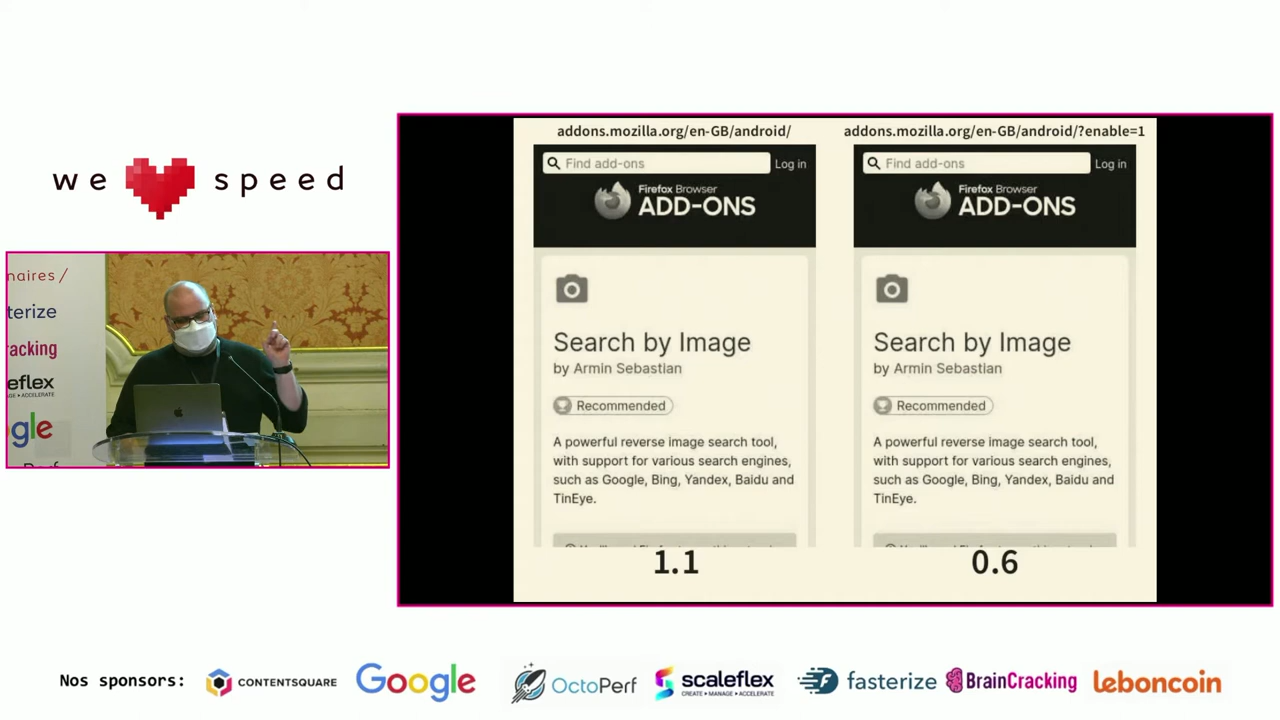 we speed
naires/
terize
racking
eflex
gle
addons.mozilla.org/en-GB/android/
Find add-ons
Log in
Firefox Browser
ADD-ONS
Search by Image
by Armin Sebastian
Recommended
A powerful reverse image search tool,
with support for various search engines,
such as Google, Bing, Yandex, Baidu and
TinEye.
1.1
addons.mozilla.org/en-GB/android/?enable=1
Find add-ons
Log in
Firefox Browser
ADD-ONS
Search by Image
by Armin Sebastian
Recommended
A powerful reverse image search tool,
with support for various search engines,
such as Google, Bing, Yandex, Baidu and
TinEye.
0.6
Nos sponsors:
CONTENTSQUARE
Google
OctoPerf
scaleflex
CREATE • MANAGE • ACCELERATE
fasterize
BrainCracking
leboncoin